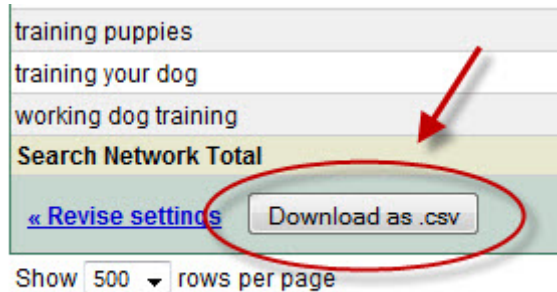 training puppies
training your dog
working dog training
Search Network Total
« Revise settings Download as .csv
Show 500 rows per page